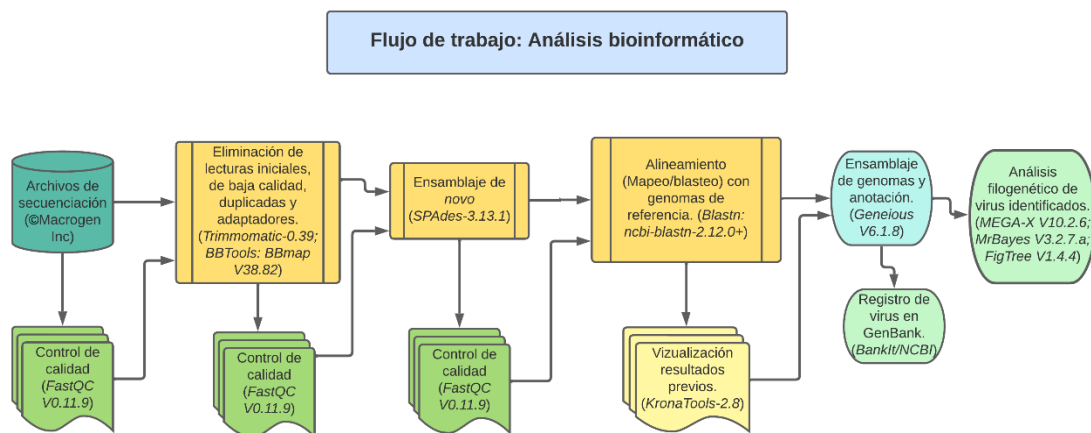 Flujo de trabajo: Análisis bioinformático
Archivos de
secuenciación
(©Macrogen
Inc)
Eliminación de
lecturas iniciales,
de baja calidad,
duplicadas y
adaptadores.
(Trimmomatic-0.39;
BBTools: BBmap
V38.82)
Ensamblaje de
novo
(SPAdes-3.13.1)
Alineamiento
(Mapeo/blasteo) con
genomas de
referencia. (Blastn:
ncbi-blastn-2.12.0+)
Ensamblaje
de genomas y
anotación.
(Geneious
V6.1.8)
Análisis
filogenético de
virus identificados.
(MEGA-X V10.2.6;
MrBayes V3.2.7.a;
FigTree V1.4.4)
Control de
calidad
(FastQC
V0.11.9)
Control de
calidad
(FastQC
V0.11.9)
Control de
calidad
(FastQC
V0.11.9)
Vizualización
resultados
previos.
(KronaTools-2.8)
Registro de
virus en
GenBank.
(BankIt/NCBI)